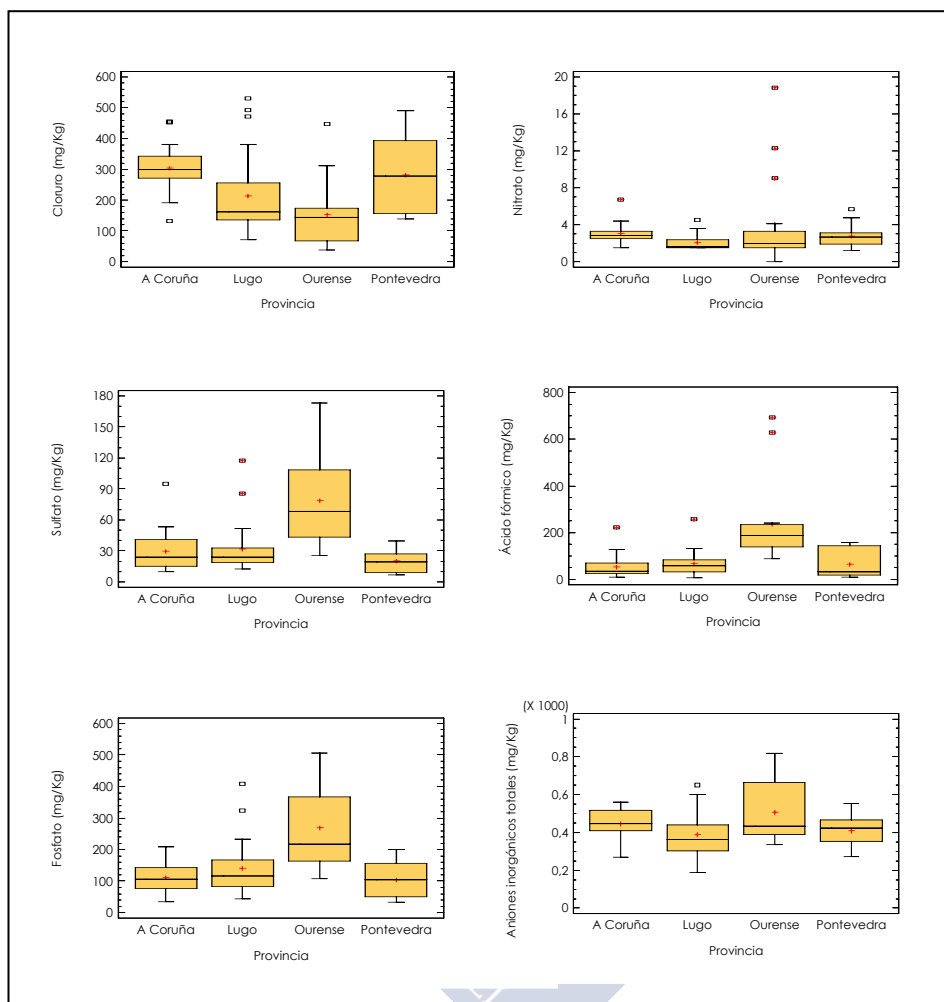 Cloruro (mg/Kg)
600
500
400
300
200
100
0
A Coruña Lugo Ourense Pontevedra
Provincia
Nitrato (mg/Kg)
20
16
12
8
4
0
A Coruña Lugo Ourense Pontevedra
Provincia
Sulfato (mg/Kg)
180
150
120
90
60
30
0
A Coruña Lugo Ourense Pontevedra
Provincia
Ácido fórmico (mg/Kg)
800
600
400
200
0
A Coruña Lugo Ourense Pontevedra
Provincia
Fosfato (mg/Kg)
600
500
400
300
200
100
0
A Coruña Lugo Ourense Pontevedra
Provincia
Aniones inorgánicos totales (mg/Kg)
(X 1000)
1
0,8
0,6
0,4
0,2
0
A Coruña Lugo Ourense Pontevedra
Provincia